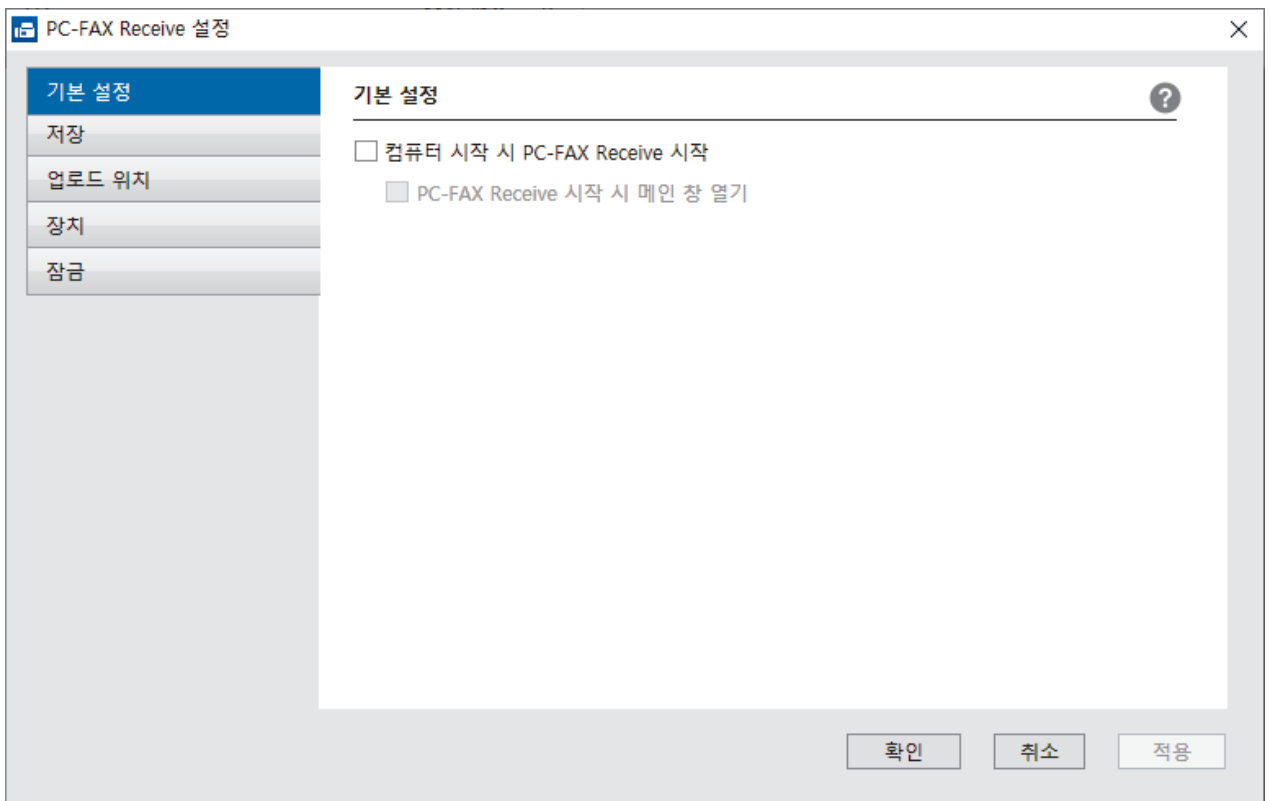 PC-FAX Receive 설정
기본 설정
저장
업로드 위치
장치
잠금
기본 설정
컴퓨터 시작 시 PC-FAX Receive 시작
PC-FAX Receive 시작 시 메인 창 열기
확인
취소
적용